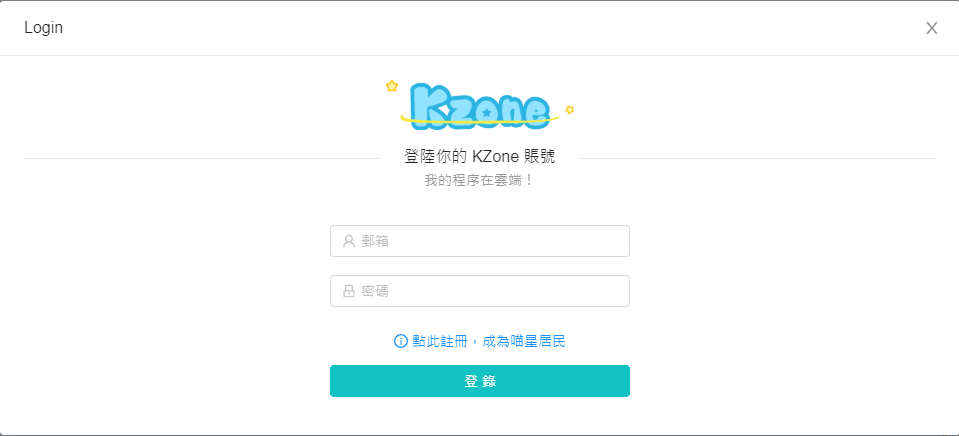 Login
X
Kzone
登陸你的 KZone 賬號
我的程序在雲端！
郵箱
密碼
點此註冊，成為喵星居民
登 錄